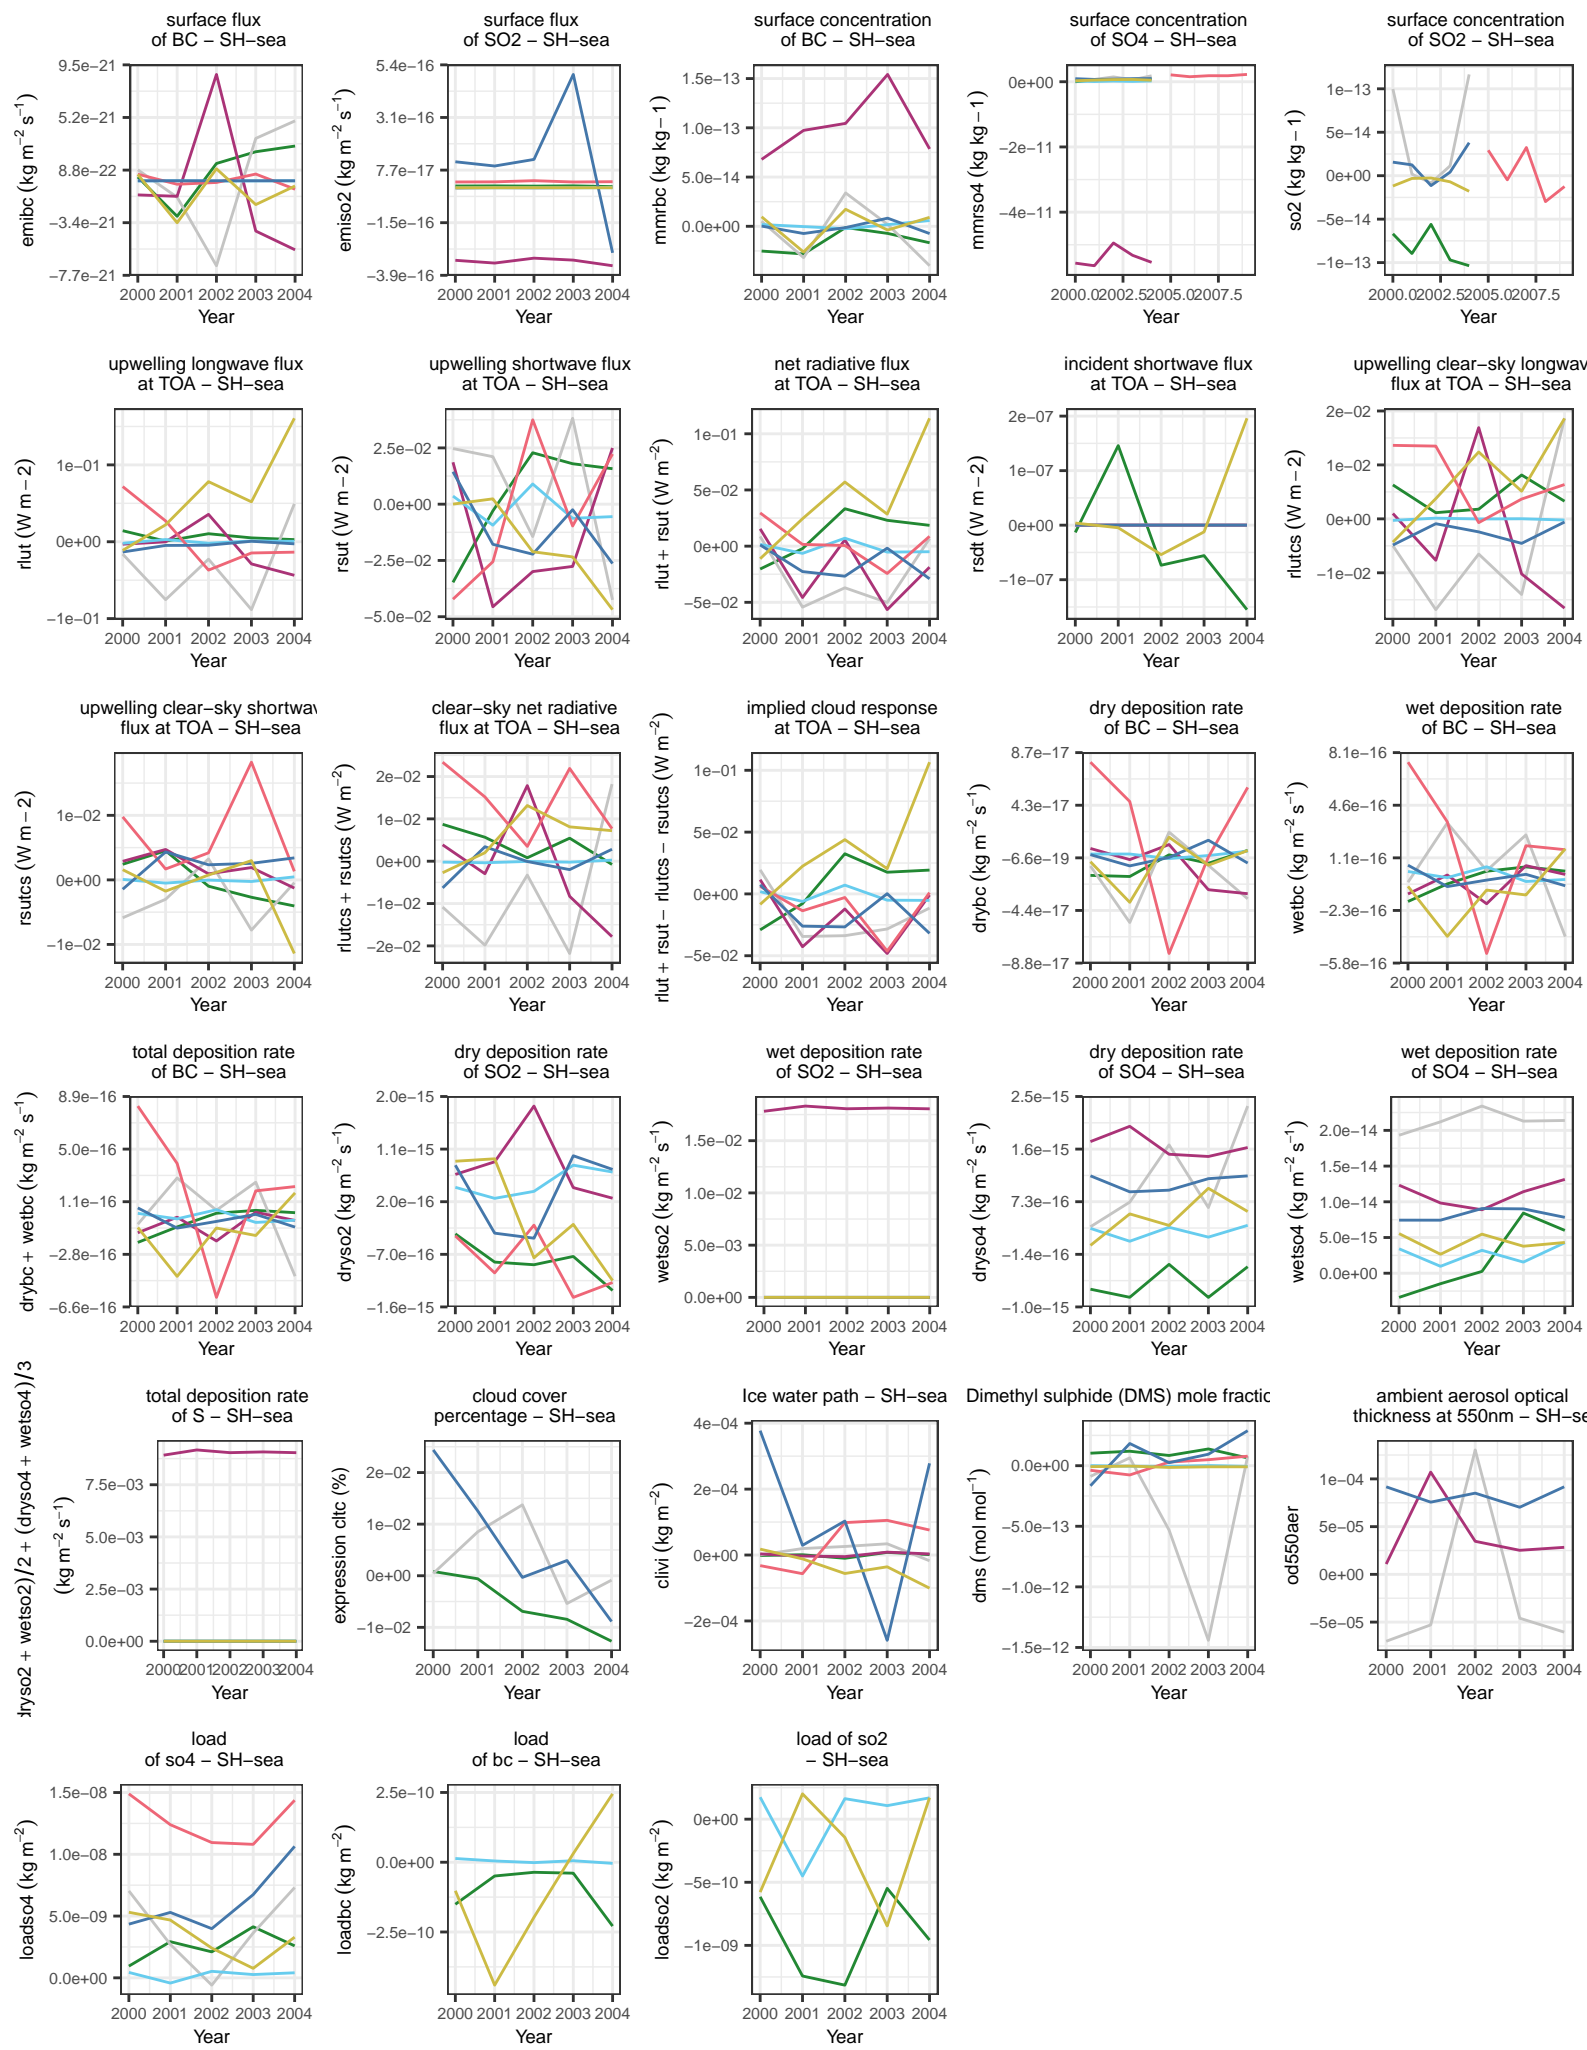 surface flux
of BC − SH−sea
surface flux
of SO2 − SH−sea
surface concentration
of BC − SH−sea
surface concentration
of SO4 − SH−sea
surface concentration
of SO2 − SH−sea
emibc (kg m−2 s−1)
9.5e−21
5.2e−21
8.8e−22
−3.4e−21
−7.7e−21
2000 2001 2002 2003 2004
Year
emiso2 (kg m−2 s−1)
5.4e−16
3.1e−16
7.7e−17
−1.5e−16
−3.9e−16
2000 2001 2002 2003 2004
Year
mmrbc (kg kg − 1)
1.5e−13
1.0e−13
5.0e−14
0.0e+00
2000 2001 2002 2003 2004
Year
mmrso4 (kg kg − 1)
0e+00
−2e−11
−4e−11
2000.02002.52005.02007.5
Year
so2 (kg kg − 1)
1e−13
5e−14
0e+00
−5e−14
−1e−13
2000.02002.52005.02007.5
Year
upwelling longwave flux
at TOA − SH−sea
upwelling shortwave flux
at TOA − SH−sea
net radiative flux
at TOA − SH−sea
incident shortwave flux
at TOA − SH−sea
upwelling clear−sky longwav
flux at TOA − SH−sea
rlut (W m − 2)
1e−01
0e+00
−1e−01
2000 2001 2002 2003 2004
Year
rsut (W m − 2)
2.5e−02
0.0e+00
−2.5e−02
−5.0e−02
2000 2001 2002 2003 2004
Year
rlut + rsut (W m−2)
1e−01
5e−02
0e+00
−5e−02
2000 2001 2002 2003 2004
Year
rsdt (W m − 2)
2e−07
1e−07
0e+00
−1e−07
2000 2001 2002 2003 2004
Year
rlutcs (W m − 2)
2e−02
1e−02
0e+00
−1e−02
2000 2001 2002 2003 2004
Year
upwelling clear−sky shortwav
flux at TOA − SH−sea
clear−sky net radiative
flux at TOA − SH−sea
implied cloud response
at TOA − SH−sea
dry deposition rate
of BC − SH−sea
wet deposition rate
of BC − SH−sea
rsutcs (W m − 2)
1e−02
0e+00
−1e−02
2000 2001 2002 2003 2004
Year
rlutcs + rsutcs (W m−2)
2e−02
1e−02
0e+00
−1e−02
−2e−02
2000 2001 2002 2003 2004
Year
rlut + rsut − rlutcs − rsutcs (W m−2)
1e−01
5e−02
0e+00
−5e−02
2000 2001 2002 2003 2004
Year
drybc (kg m−2 s−1)
8.7e−17
4.3e−17
−6.6e−19
−4.4e−17
−8.8e−17
2000 2001 2002 2003 2004
Year
wetbc (kg m−2 s−1)
8.1e−16
4.6e−16
1.1e−16
−2.3e−16
−5.8e−16
2000 2001 2002 2003 2004
Year
total deposition rate
of BC − SH−sea
dry deposition rate
of SO2 − SH−sea
wet deposition rate
of SO2 − SH−sea
dry deposition rate
of SO4 − SH−sea
wet deposition rate
of SO4 − SH−sea
drybc + wetbc (kg m−2 s−1)
8.9e−16
5.0e−16
1.1e−16
−2.8e−16
−6.6e−16
2000 2001 2002 2003 2004
Year
dryso2 (kg m−2 s−1)
2.0e−15
1.1e−15
2.0e−16
−7.0e−16
−1.6e−15
2000 2001 2002 2003 2004
Year
wetso2 (kg m−2 s−1)
1.5e−02
1.0e−02
5.0e−03
0.0e+00
2000 2001 2002 2003 2004
Year
dryso4 (kg m−2 s−1)
2.5e−15
1.6e−15
7.3e−16
−1.4e−16
−1.0e−15
2000 2001 2002 2003 2004
Year
wetso4 (kg m−2 s−1)
2.0e−14
1.5e−14
1.0e−14
5.0e−15
0.0e+00
2000 2001 2002 2003 2004
Year
total deposition rate
of S − SH−sea
cloud cover
percentage − SH−sea
Ice water path − SH−sea
Dimethyl sulphide (DMS) mole fractic
ambient aerosol optical
thickness at 550nm − SH−se
dryso2 + wetso2)/2 + (dryso4 + wetso4)/3
(kg m−2 s−1)
7.5e−03
5.0e−03
2.5e−03
0.0e+00
20002001200220032004
Year
expression cltc (%)
2e−02
1e−02
0e+00
−1e−02
2000 2001 2002 2003 2004
Year
clivi (kg m−2)
4e−04
2e−04
0e+00
−2e−04
2000 2001 2002 2003 2004
Year
dms (mol mol−1)
0.0e+00
−5.0e−13
−1.0e−12
−1.5e−12
2000 2001 2002 2003 2004
Year
od550aer
1e−04
5e−05
0e+00
−5e−05
2000 2001 2002 2003 2004
Year
load
of so4 − SH−sea
load
of bc − SH−sea
load of so2
− SH−sea
loadso4 (kg m−2)
1.5e−08
1.0e−08
5.0e−09
0.0e+00
2000 2001 2002 2003 2004
Year
loadbc (kg m−2)
2.5e−10
0.0e+00
−2.5e−10
2000 2001 2002 2003 2004
Year
loadso2 (kg m−2)
0e+00
−5e−10
−1e−09
2000 2001 2002 2003 2004
Year